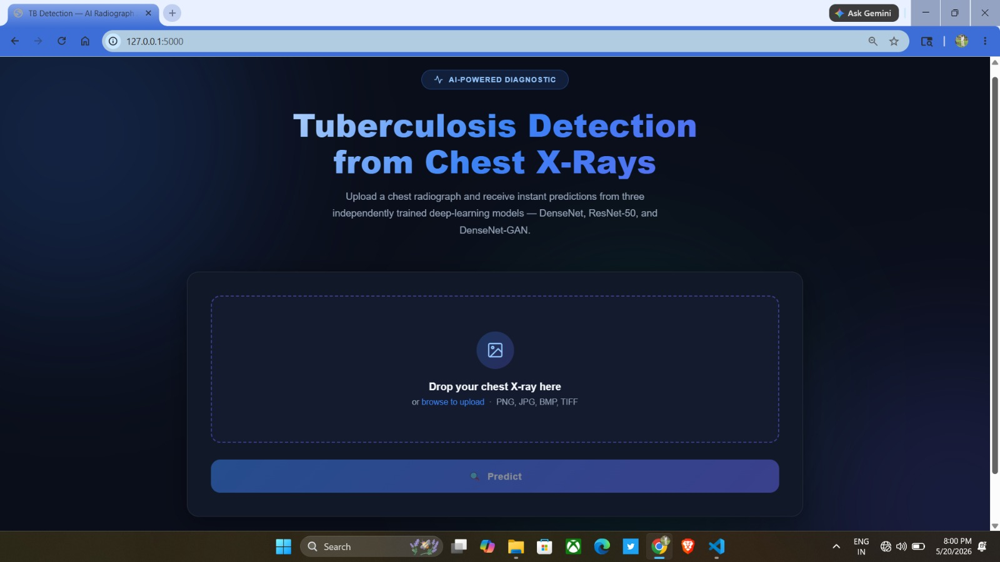 TB Detection — AI Radiograph
Ask Gemini
127.0.0.1:5000
AI-POWERED DIAGNOSTIC
Tuberculosis Detection
from Chest X-Rays
Upload a chest radiograph and receive instant predictions from three
independently trained deep-learning models — DenseNet, ResNet-50, and
DenseNet-GAN.
Drop your chest X-ray here
or browse to upload · PNG, JPG, BMP, TIFF
Predict
Search
ENG
IN
8:00 PM
5/20/2026